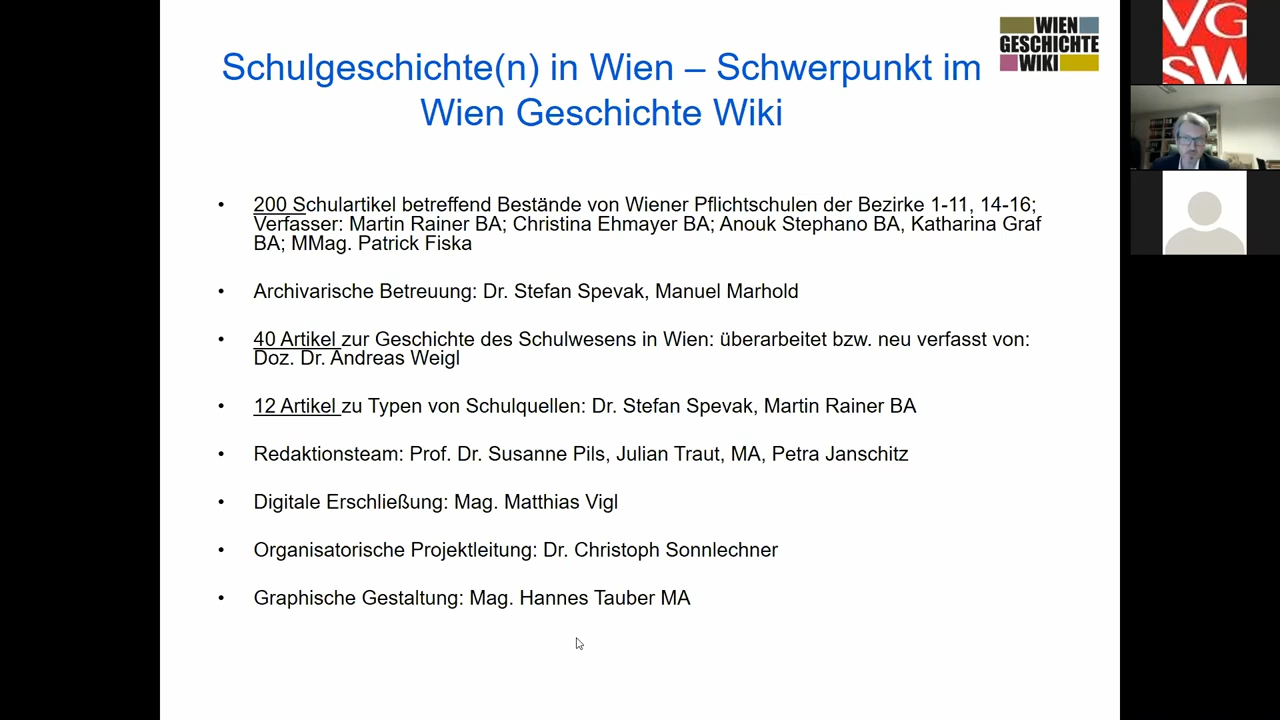 Schulgeschichte(n) in Wien – Schwerpunkt im
Wien Geschichte Wiki
WIEN
GESCHICHTE
WIKI
VG
SW
• 200 Schulartikel betreffend Bestände von Wiener Pflichtschulen der Bezirke 1-11, 14-16;
Verfasser: Martin Rainer BA; Christina Ehmayer BA; Anouk Stephano BA, Katharina Graf
BA; MMag. Patrick Fiska
• Archivarische Betreuung: Dr. Stefan Spevak, Manuel Marhold
• 40 Artikel zur Geschichte des Schulwesens in Wien: überarbeitet bzw. neu verfasst von:
Doz. Dr. Andreas Weigl
• 12 Artikel zu Typen von Schulquellen: Dr. Stefan Spevak, Martin Rainer BA
• Redaktionsteam: Prof. Dr. Susanne Pils, Julian Traut, MA, Petra Janschitz
• Digitale Erschließung: Mag. Matthias Vigl
• Organisatorische Projektleitung: Dr. Christoph Sonnlechner
• Graphische Gestaltung: Mag. Hannes Tauber MA